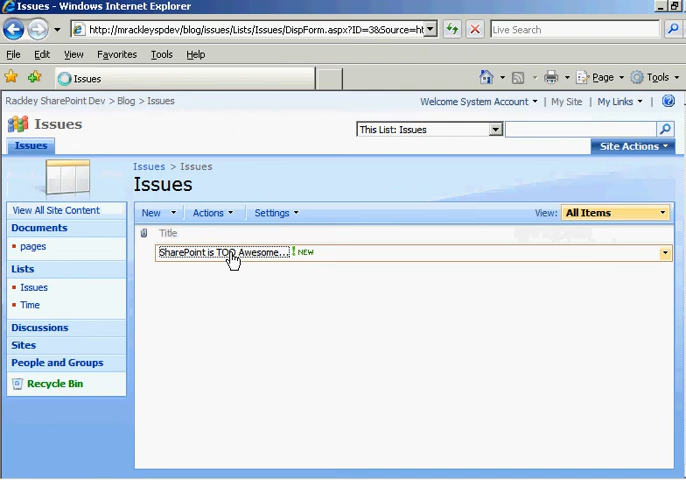 Issues - Windows Internet Explorer
http://mrackleyspdev/blog/issues/Lists/Issues/DispForm.aspx?ID=3&Source=ht
Live Search
File Edit View Favorites Tools Help
Issues
Page Tools
Rackley SharePoint Dev > Blog > Issues
Welcome System Account | My Site | My Links |
Issues
This List: Issues
Issues
Site Actions
Issues > Issues
Issues
View All Site Content
Documents
pages
Lists
Issues
Time
Discussions
Sites
People and Groups
Recycle Bin
New Actions Settings View: All Items
Title
SharePoint is TOO Awesome... ! NEW